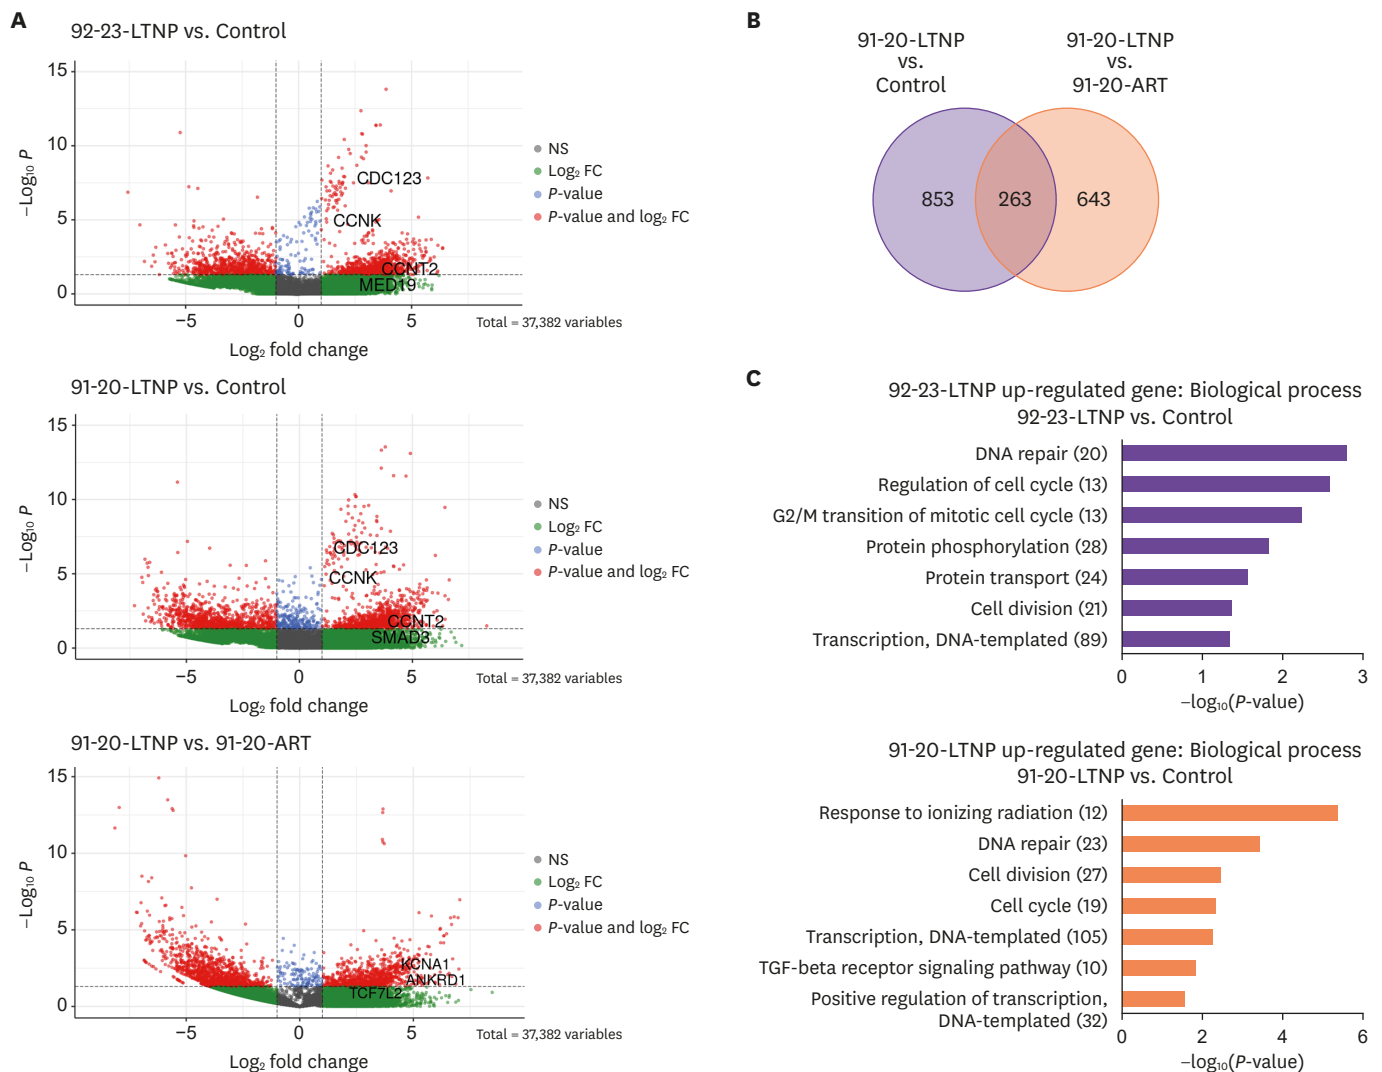 A
92-23-LTNP vs. Control
15
10
5
0
−Log₁₀ P
−5
0
5
Log₂ fold change
Total = 37,382 variables
CDC123
CCNK
CCNT2
MED19
NS
Log₂ FC
P-value
P-value and log₂ FC
91-20-LTNP vs. Control
15
10
5
0
−Log₁₀ P
−5
0
5
Log₂ fold change
Total = 37,382 variables
CDC123
CCNK
CCNT2
SMAD3
NS
Log₂ FC
P-value
P-value and log₂ FC
91-20-LTNP vs. 91-20-ART
15
10
5
0
−Log₁₀ P
−5
0
5
Log₂ fold change
Total = 37,382 variables
KCNA1
ANKRD1
TCF7L2
NS
Log₂ FC
P-value
P-value and log₂ FC
B
91-20-LTNP
vs.
Control
91-20-LTNP
vs.
91-20-ART
853
263
643
C
92-23-LTNP up-regulated gene: Biological process
92-23-LTNP vs. Control
DNA repair (20)
Regulation of cell cycle (13)
G2/M transition of mitotic cell cycle (13)
Protein phosphorylation (28)
Protein transport (24)
Cell division (21)
Transcription, DNA-templated (89)
0
1
2
3
−log₁₀(P-value)
91-20-LTNP up-regulated gene: Biological process
91-20-LTNP vs. Control
Response to ionizing radiation (12)
DNA repair (23)
Cell division (27)
Cell cycle (19)
Transcription, DNA-templated (105)
TGF-beta receptor signaling pathway (10)
Positive regulation of transcription,
DNA-templated (32)
0
2
4
6
−log₁₀(P-value)